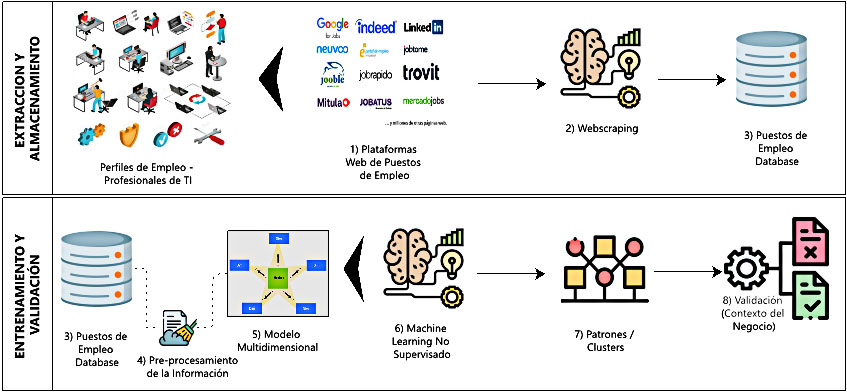 EXTRACCION Y
ALMACENAMIENTO
Perfiles de Empleo -
Profesionales de TI
Google
for Jobs
indeed
LinkedIn
neuvoo
jobtome
jooble
jobrapido
trovit
Mitula
JOBATUS
mercadojobs
... y millones de otras páginas web.
1) Plataformas
Web de Puestos
de Empleo
2) Webscraping
3) Puestos de
Empleo
Database
ENTRENAMIENTO Y
VALIDACIÓN
3) Puestos de
Empleo
Database
4) Pre-procesamiento
de la Información
5) Modelo
Multidimensional
6) Machine
Learning No
Supervisado
7) Patrones /
Clusters
8) Validación
(Contexto del
Negocio)